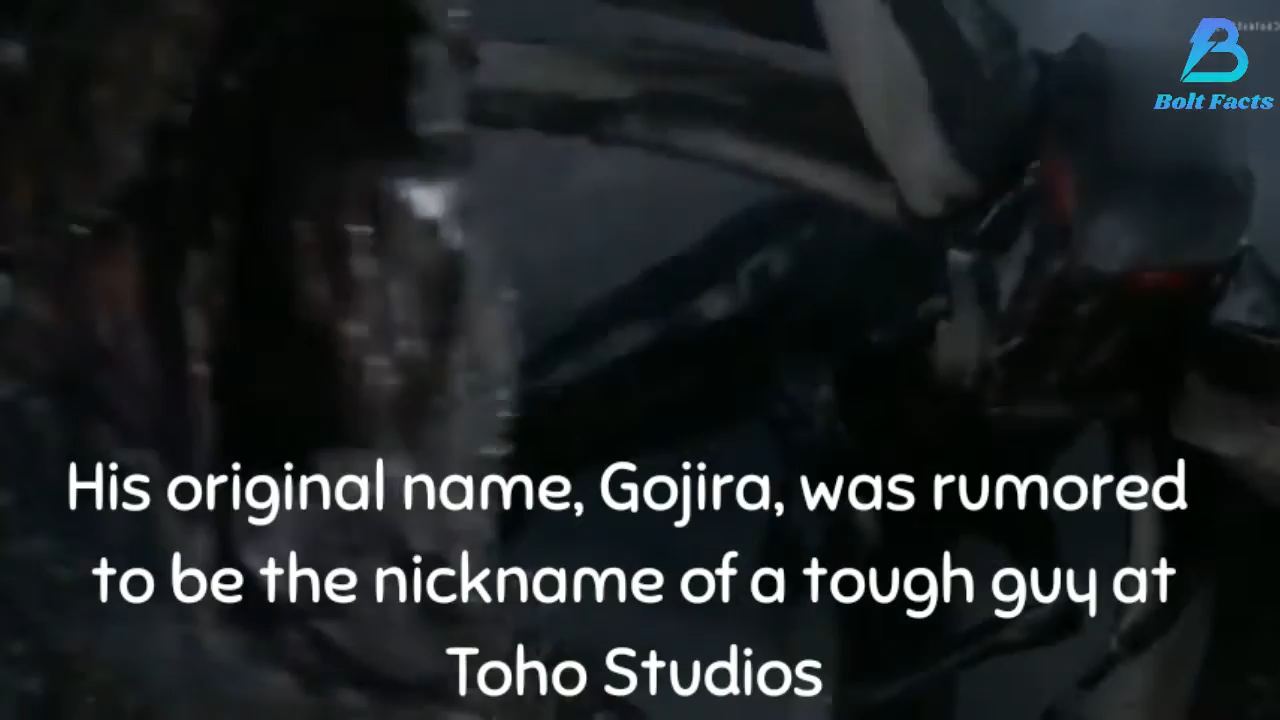 Bolt Facts
His original name, Gojira, was rumored
to be the nickname of a tough guy at
Toho Studios